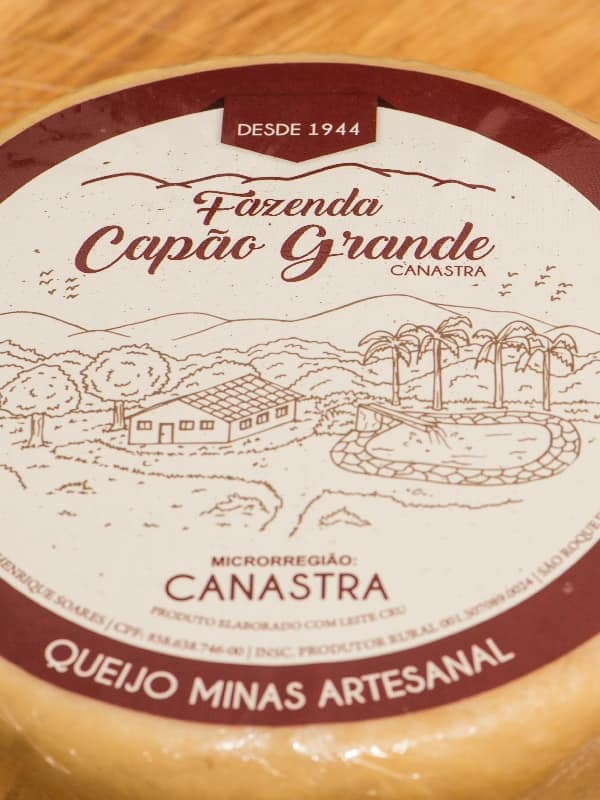 DESDE 1944
Fazenda
Capão Grande
CANASTRA
MICRORREGIÃO:
CANASTRA
PRODUTO ELABORADO COM LEITE CRU
HENRIQUE SOARES | CPF: 858.638.746-00 | INSC. PRODUTOR RURAL 001.307089.0024 | SÃO ROQUE
QUEIJO MINAS ARTESANAL